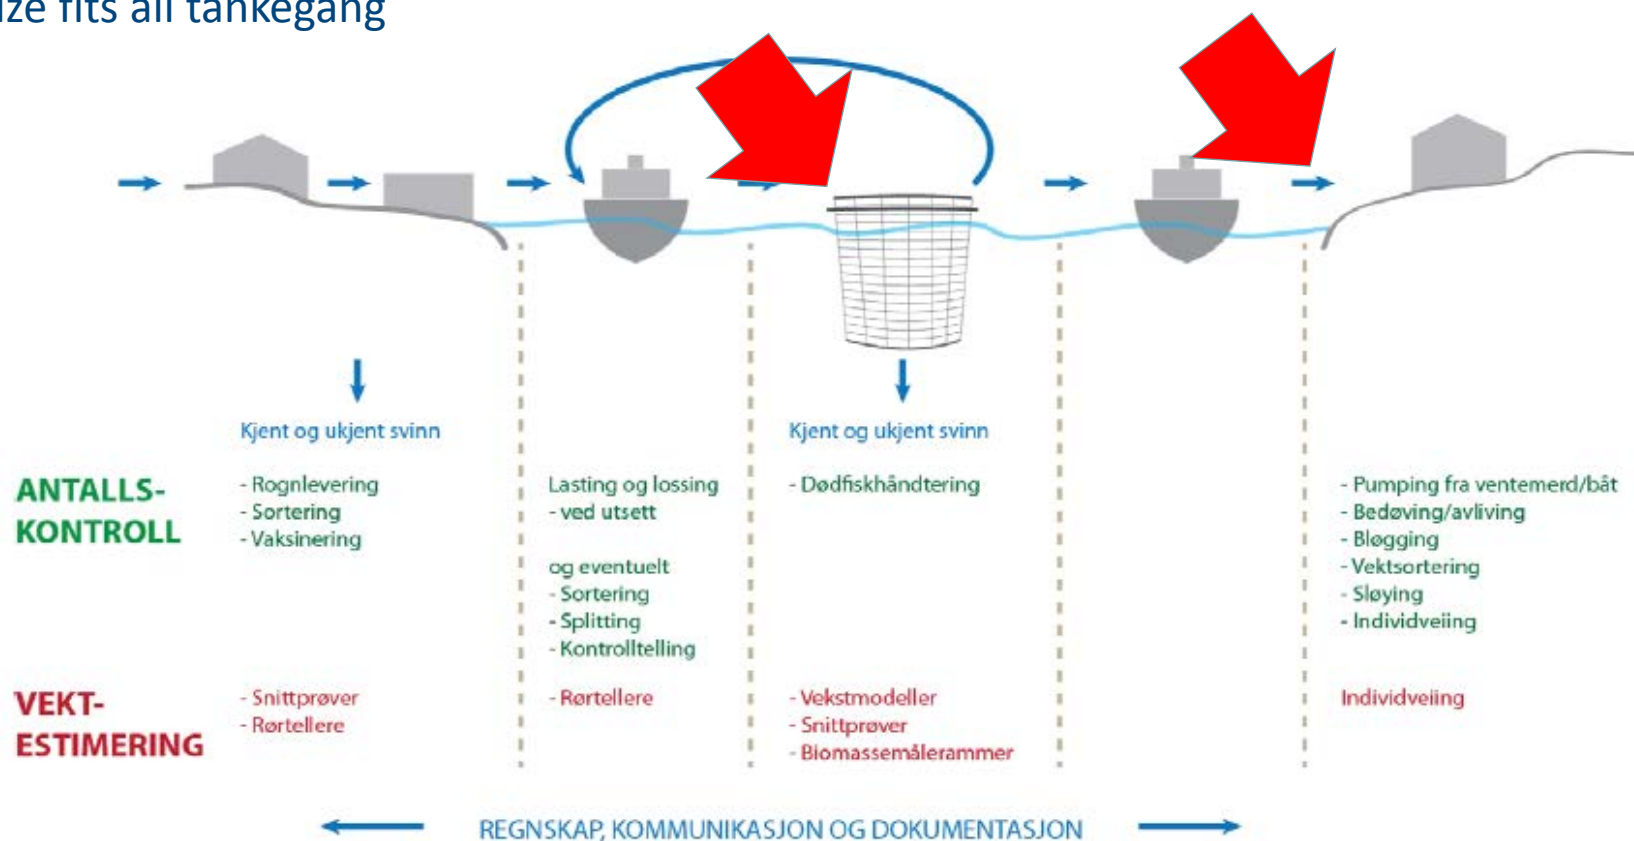 ize fits all tankegang
Kjent og ukjent svinn
Kjent og ukjent svinn
ANTALLS-
KONTROLL
- Rognlevering
- Sortering
- Vaksinering
Lasting og lossing
- ved utsett
og eventuelt
- Sortering
- Splitting
- Kontrolltelling
- Dødfiskhåndtering
- Pumping fra ventemerd/båt
- Bedøving/avliving
- Bløgging
- Vektsortering
- Sløying
- Individveiing
VEKT-
ESTIMERING
- Snittprøver
- Rørtellere
- Rørtellere
- Vekstmodeller
- Snittprøver
- Biomassemålerammer
Individveiing
REGNSKAP, KOMMUNIKASJON OG DOKUMENTASJON